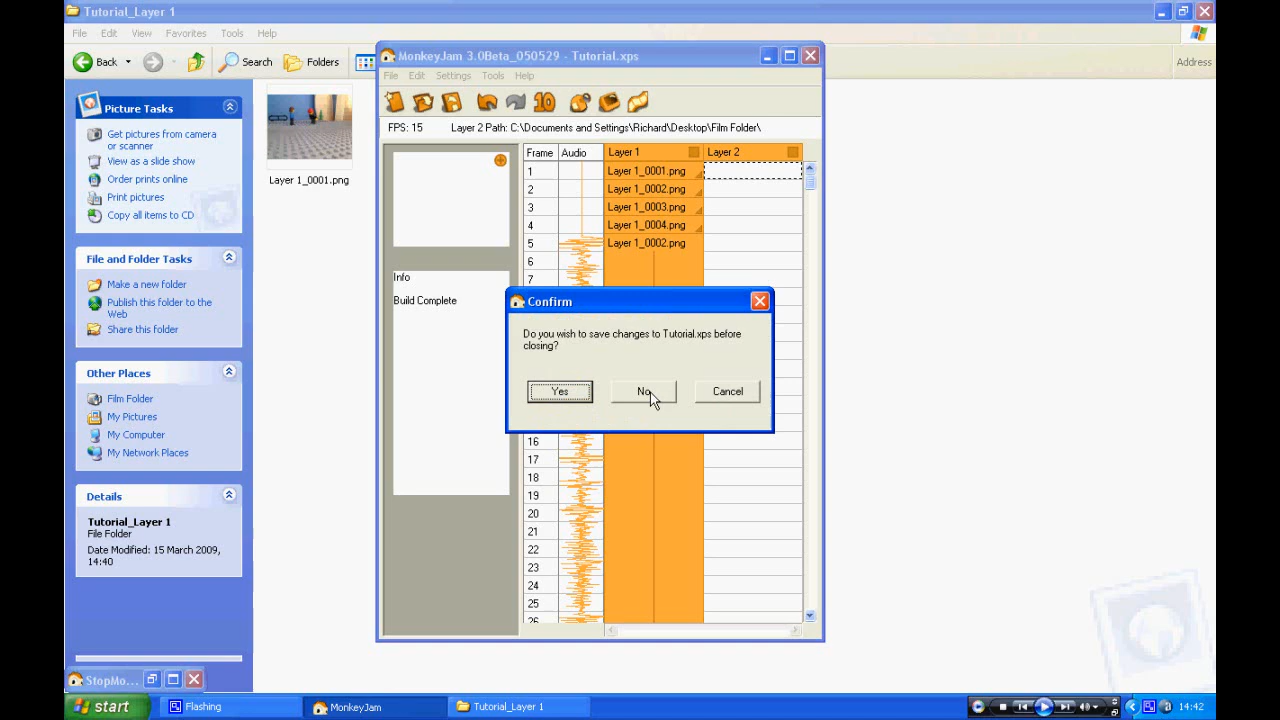 Tutorial_Layer 1
File Edit View Favorites Tools Help
Back Search Folders Address
Picture Tasks
Get pictures from camera
or scanner
View as a slide show
Order prints online
Print pictures
Copy all items to CD
File and Folder Tasks
Make a new folder
Publish this folder to the
Web
Share this folder
Other Places
Film Folder
My Pictures
My Computer
My Network Places
Details
Tutorial_Layer 1
File Folder
Date Modified: 15 March 2009,
14:40
Layer 1_0001.png
MonkeyJam 3.0Beta_050529 - Tutorial.xps
File Edit Settings Tools Help
10
FPS: 15 Layer 2 Path: C:\Documents and Settings\Richard\Desktop\Film Folder\
Info
Build Complete
Frame Audio Layer 1 Layer 2
1 Layer 1_0001.png
2 Layer 1_0002.png
3 Layer 1_0003.png
4 Layer 1_0004.png
5 Layer 1_0002.png
6
7
Confirm
Do you wish to save changes to Tutorial.xps before
closing?
Yes No Cancel
16
17
18
19
20
21
22
23
24
25
26
StopMo...
start Flashing MonkeyJam Tutorial_Layer 1 14:42